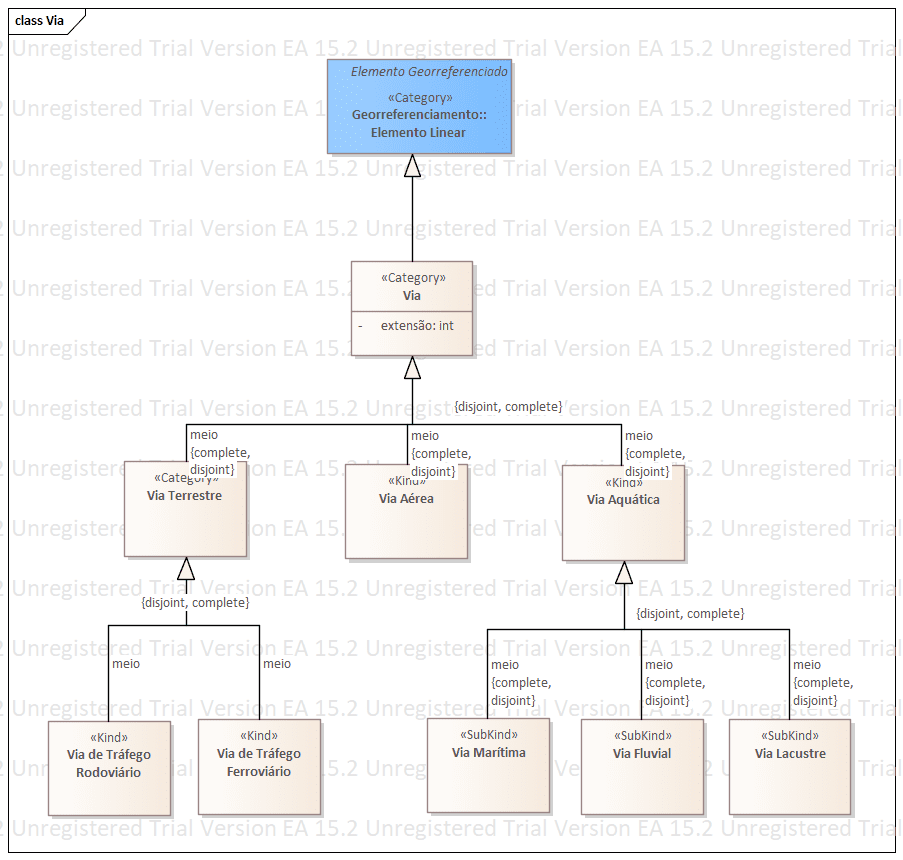 class Via
Unregistered Trial Version EA 15.2 Unregistered Trial Version EA 15.2 Unregistered Trial
Elemento Georreferenciado
«Category»
Georreferenciamento::
Elemento Linear
«Category»
Via
- extensão: int
{disjoint, complete}
meio
{complete,
disjoint}
«Category»
Via Terrestre
meio
{complete,
disjoint}
«Kind»
Via Aérea
meio
{complete,
disjoint}
«Kind»
Via Aquática
{disjoint, complete}
meio
meio
«Kind»
Via de Tráfego
Rodoviário
«Kind»
Via de Tráfego
Ferroviário
{disjoint, complete}
meio
{complete,
disjoint}
«SubKind»
Via Marítima
meio
{complete,
disjoint}
«SubKind»
Via Fluvial
meio
{complete,
disjoint}
«SubKind»
Via Lacustre